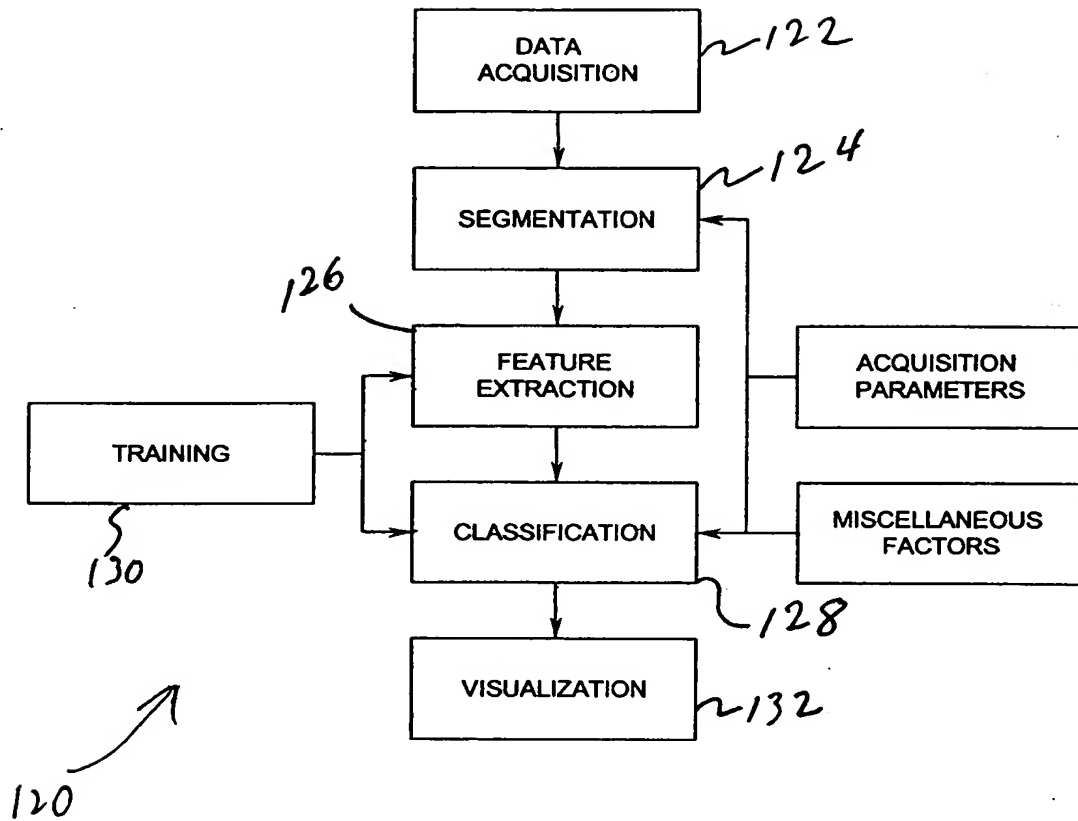 DATA
ACQUISITION
122
SEGMENTATION
124
126
FEATURE
EXTRACTION
ACQUISITION
PARAMETERS
TRAINING
130
CLASSIFICATION
128
MISCELLANEOUS
FACTORS
VISUALIZATION
132
120